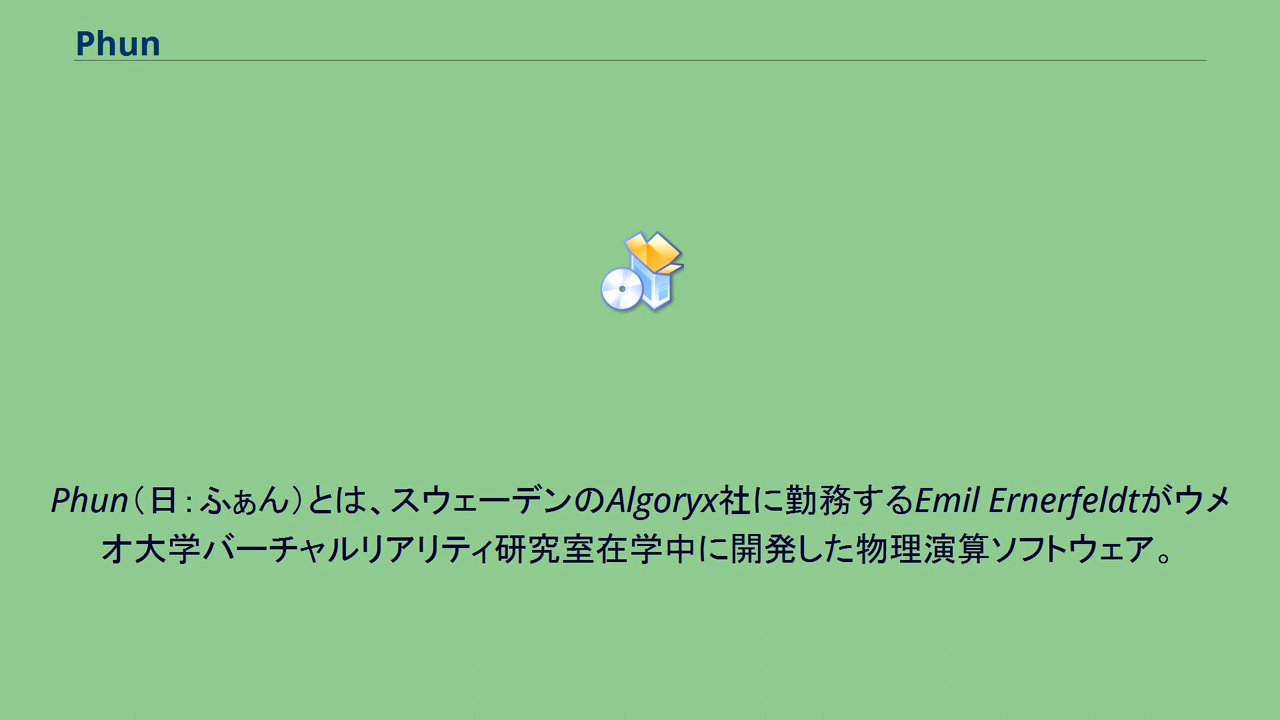 Phun
Phun（日：ふぁん）とは、スウェーデンのAlgoryx社に勤務するEmil Ernerfeldtがウメ
オ大学バーチャルリアリティ研究室在学中に開発した物理演算ソフトウェア。